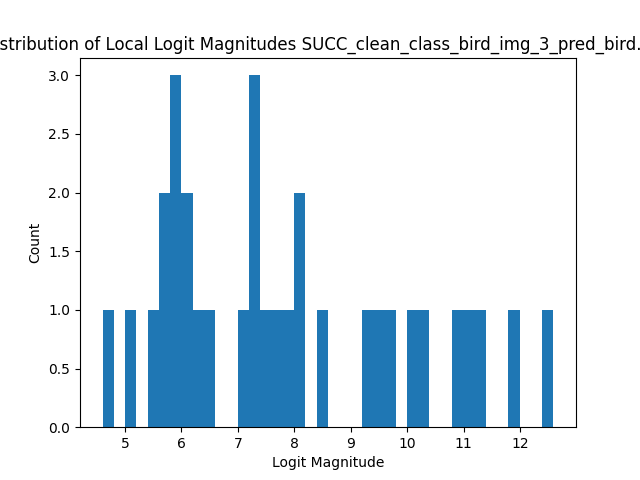 stribution of Local Logit Magnitudes SUCC_clean_class_bird_img_3_pred_bird.
3.0
2.5
2.0
1.5
1.0
0.5
0.0
Count
5 6 7 8 9 10 11 12
Logit Magnitude